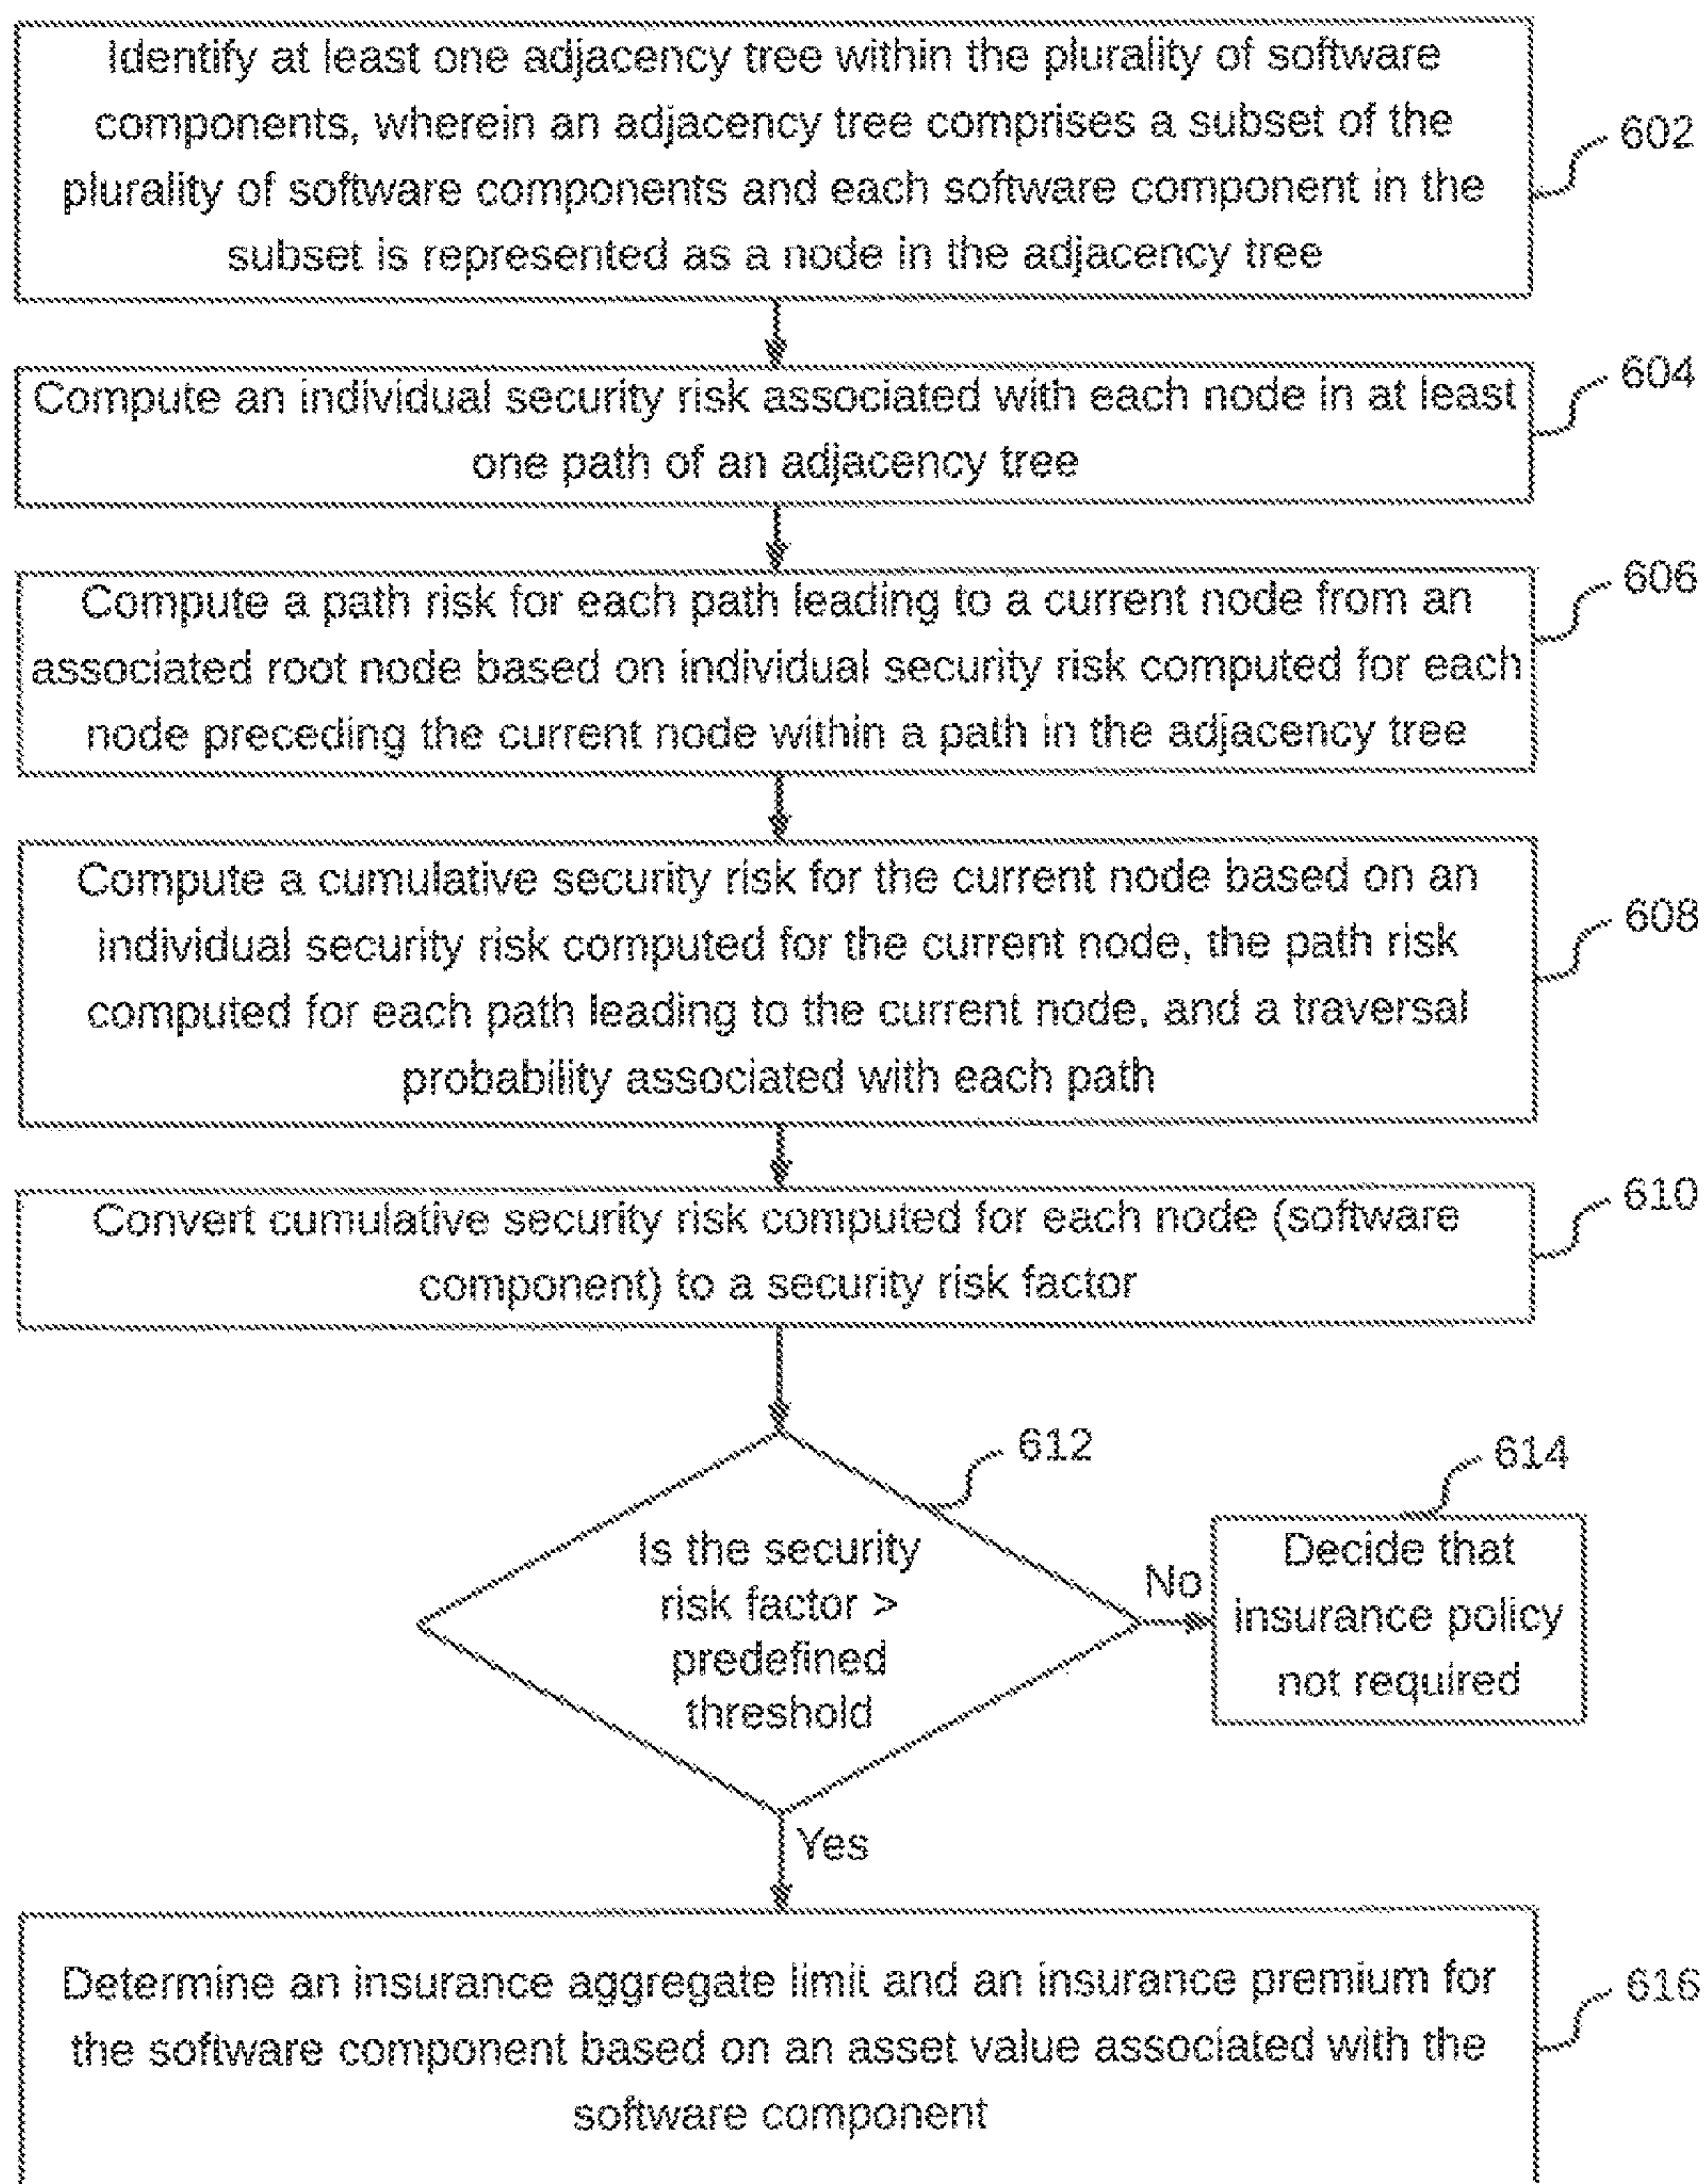 Identify at least one adjacency tree within the plurality of software
components, wherein an adjacency tree comprises a subset of the
plurality of software components and each software component in the
subset is represented as a node in the adjacency tree
602
Compute an individual security risk associated with each node in at least
one path of an adjacency tree
604
Compute a path risk for each path leading to a current node from an
associated root node based on individual security risk computed for each
node preceding the current node within a path in the adjacency tree
606
Compute a cumulative security risk for the current node based on an
individual security risk computed for the current node, the path risk
computed for each path leading to the current node, and a traversal
probability associated with each path
608
Convert cumulative security risk computed for each node (software
component) to a security risk factor
610
Is the security
risk factor >
predefined
threshold
612
No
614
Decide that
insurance policy
not required
Yes
Determine an insurance aggregate limit and an insurance premium for
the software component based on an asset value associated with the
software component
616